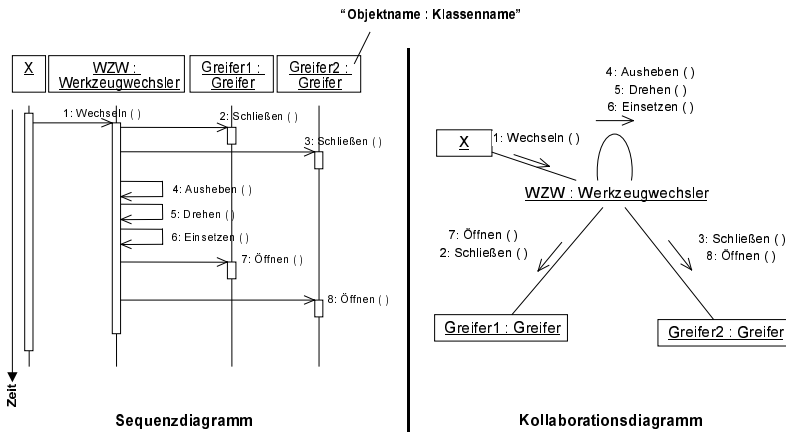 “Objektname : Klassenname”
X
WZW :
Werkzeugwechsler
Greifer1 :
Greifer
Greifer2 :
Greifer
1: Wechseln ( )
2: Schließen ( )
3: Schließen ( )
4: Ausheben ( )
5: Drehen ( )
6: Einsetzen ( )
7: Öffnen ( )
8: Öffnen ( )
Zeit
Sequenzdiagramm
4: Ausheben ( )
5: Drehen ( )
6: Einsetzen ( )
X
1: Wechseln ( )
WZW : Werkzeugwechsler
7: Öffnen ( )
2: Schließen ( )
3: Schließen ( )
8: Öffnen ( )
Greifer1 : Greifer
Greifer2 : Greifer
Kollaborationsdiagramm